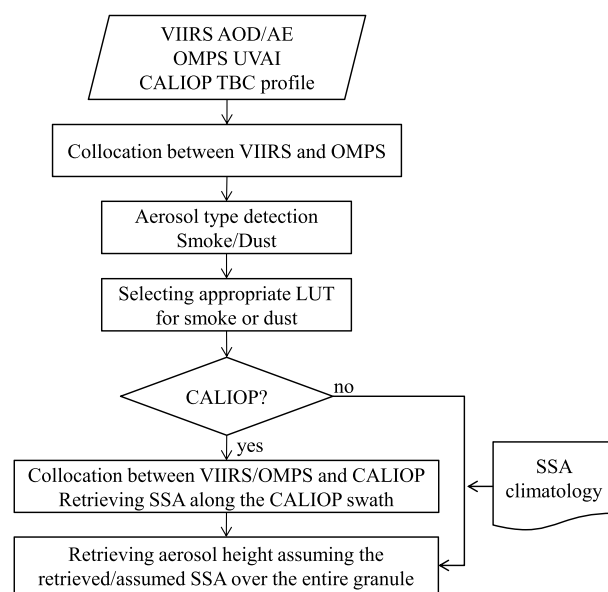 VIIRS AOD/AE
OMPS UVAI
CALIOP TBC profile
Collocation between VIIRS and OMPS
Aerosol type detection
Smoke/Dust
Selecting appropriate LUT
for smoke or dust
CALIOP?
no
yes
Collocation between VIIRS/OMPS and CALIOP
Retrieving SSA along the CALIOP swath
SSA
climatology
Retrieving aerosol height assuming the
retrieved/assumed SSA over the entire granule